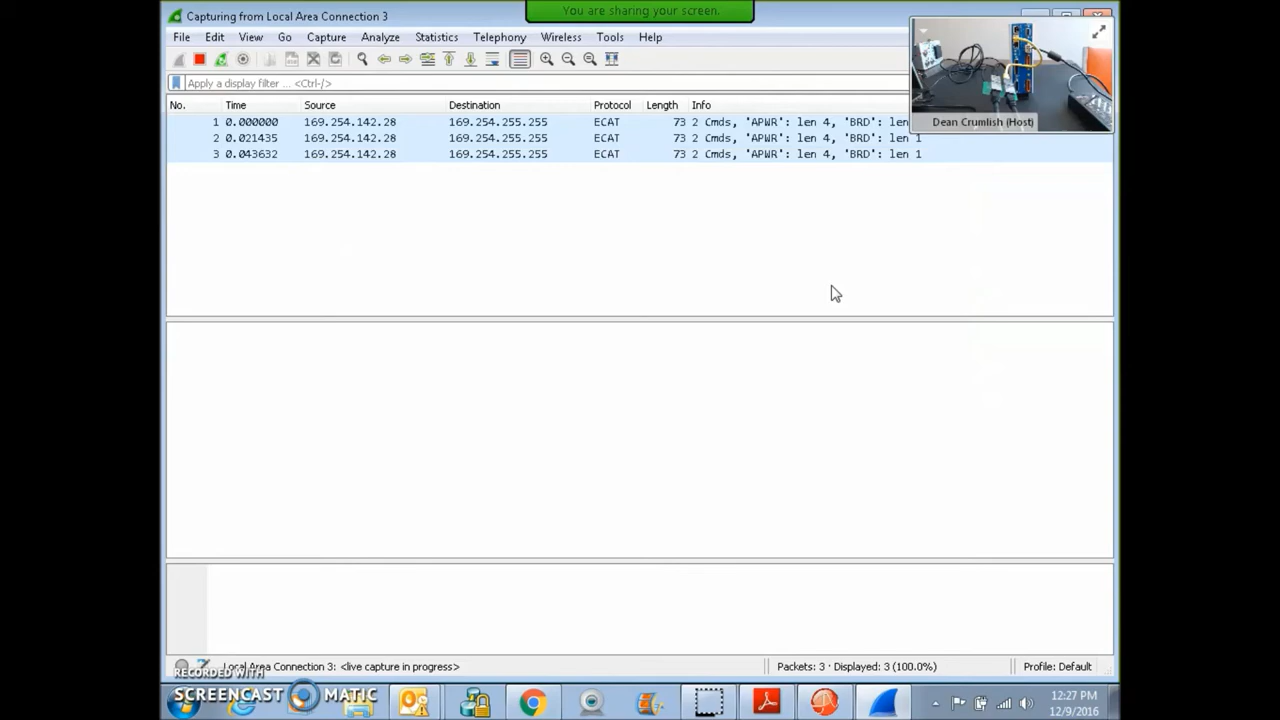 You are sharing your screen.
Capturing from Local Area Connection 3
File Edit View Go Capture Analyze Statistics Telephony Wireless Tools Help
Apply a display filter ... <Ctrl-/>
Dean Crumlish (Host)
No. Time Source Destination Protocol Length Info
1 0.000000 169.254.142.28 169.254.255.255 ECAT 73 2 Cmds, 'APWR': len 4, 'BRD': len
2 0.021435 169.254.142.28 169.254.255.255 ECAT 73 2 Cmds, 'APWR': len 4, 'BRD': len 1
3 0.043632 169.254.142.28 169.254.255.255 ECAT 73 2 Cmds, 'APWR': len 4, 'BRD': len 1
Local Area Connection 3: <live capture in progress> Packets: 3 · Displayed: 3 (100.0%) Profile: Default
RECORDED WITH
SCREENCAST MATIC
12:27 PM
12/9/2016